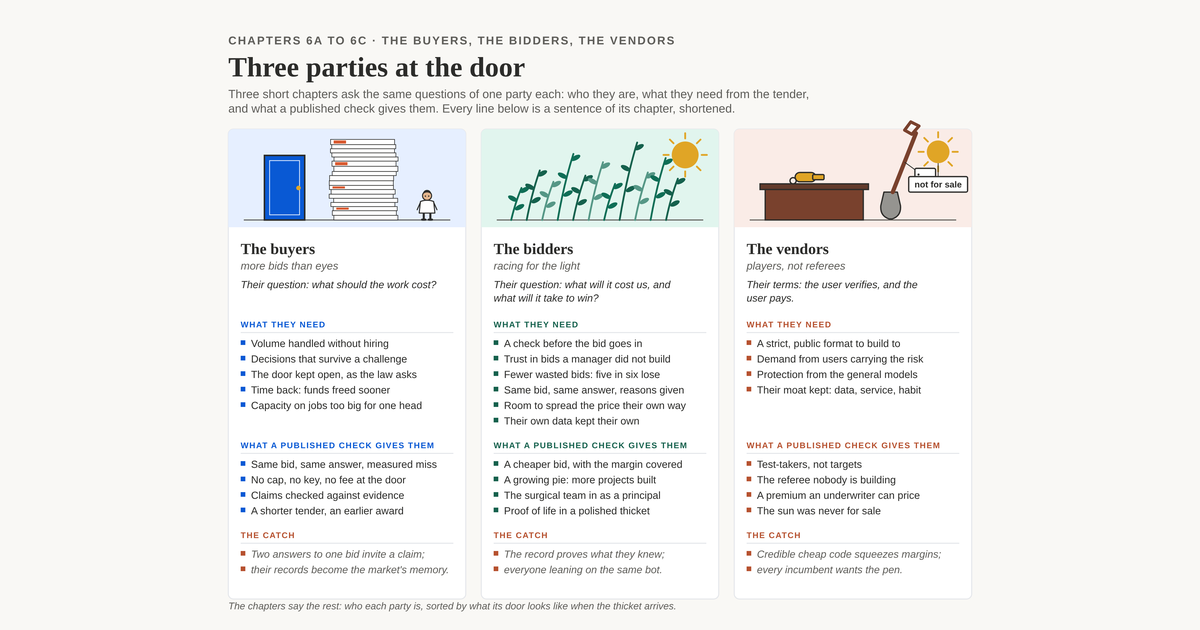 CHAPTERS 6A TO 6C · THE BUYERS, THE BIDDERS, THE VENDORS
Three parties at the door
Three short chapters ask the same questions of one party each: who they are, what they need from the tender,
and what a published check gives them. Every line below is a sentence of its chapter, shortened.
The buyers
more bids than eyes
Their question: what should the work cost?
WHAT THEY NEED
Volume handled without hiring
Decisions that survive a challenge
The door kept open, as the law asks
Time back: funds freed sooner
Capacity on jobs too big for one head
WHAT A PUBLISHED CHECK GIVES THEM
Same bid, same answer, measured miss
No cap, no key, no fee at the door
Claims checked against evidence
A shorter tender, an earlier award
THE CATCH
Two answers to one bid invite a claim;
their records become the market's memory.
The bidders
racing for the light
Their question: what will it cost us, and
what will it take to win?
WHAT THEY NEED
A check before the bid goes in
Trust in bids a manager did not build
Fewer wasted bids: five in six lose
Same bid, same answer, reasons given
Room to spread the price their own way
Their own data kept their own
WHAT A PUBLISHED CHECK GIVES THEM
A cheaper bid, with the margin covered
A growing pie: more projects built
The surgical team in as a principal
Proof of life in a polished thicket
THE CATCH
The record proves what they knew;
everyone leaning on the same bot.
not for sale
The vendors
players, not referees
Their terms: the user verifies, and the
user pays.
WHAT THEY NEED
A strict, public format to build to
Demand from users carrying the risk
Protection from the general models
Their moat kept: data, service, habit
WHAT A PUBLISHED CHECK GIVES THEM
Test-takers, not targets
The referee nobody is building
A premium an underwriter can price
The sun was never for sale
THE CATCH
Credible cheap code squeezes margins;
every incumbent wants the pen.
The chapters say the rest: who each party is, sorted by what its door looks like when the thicket arrives.